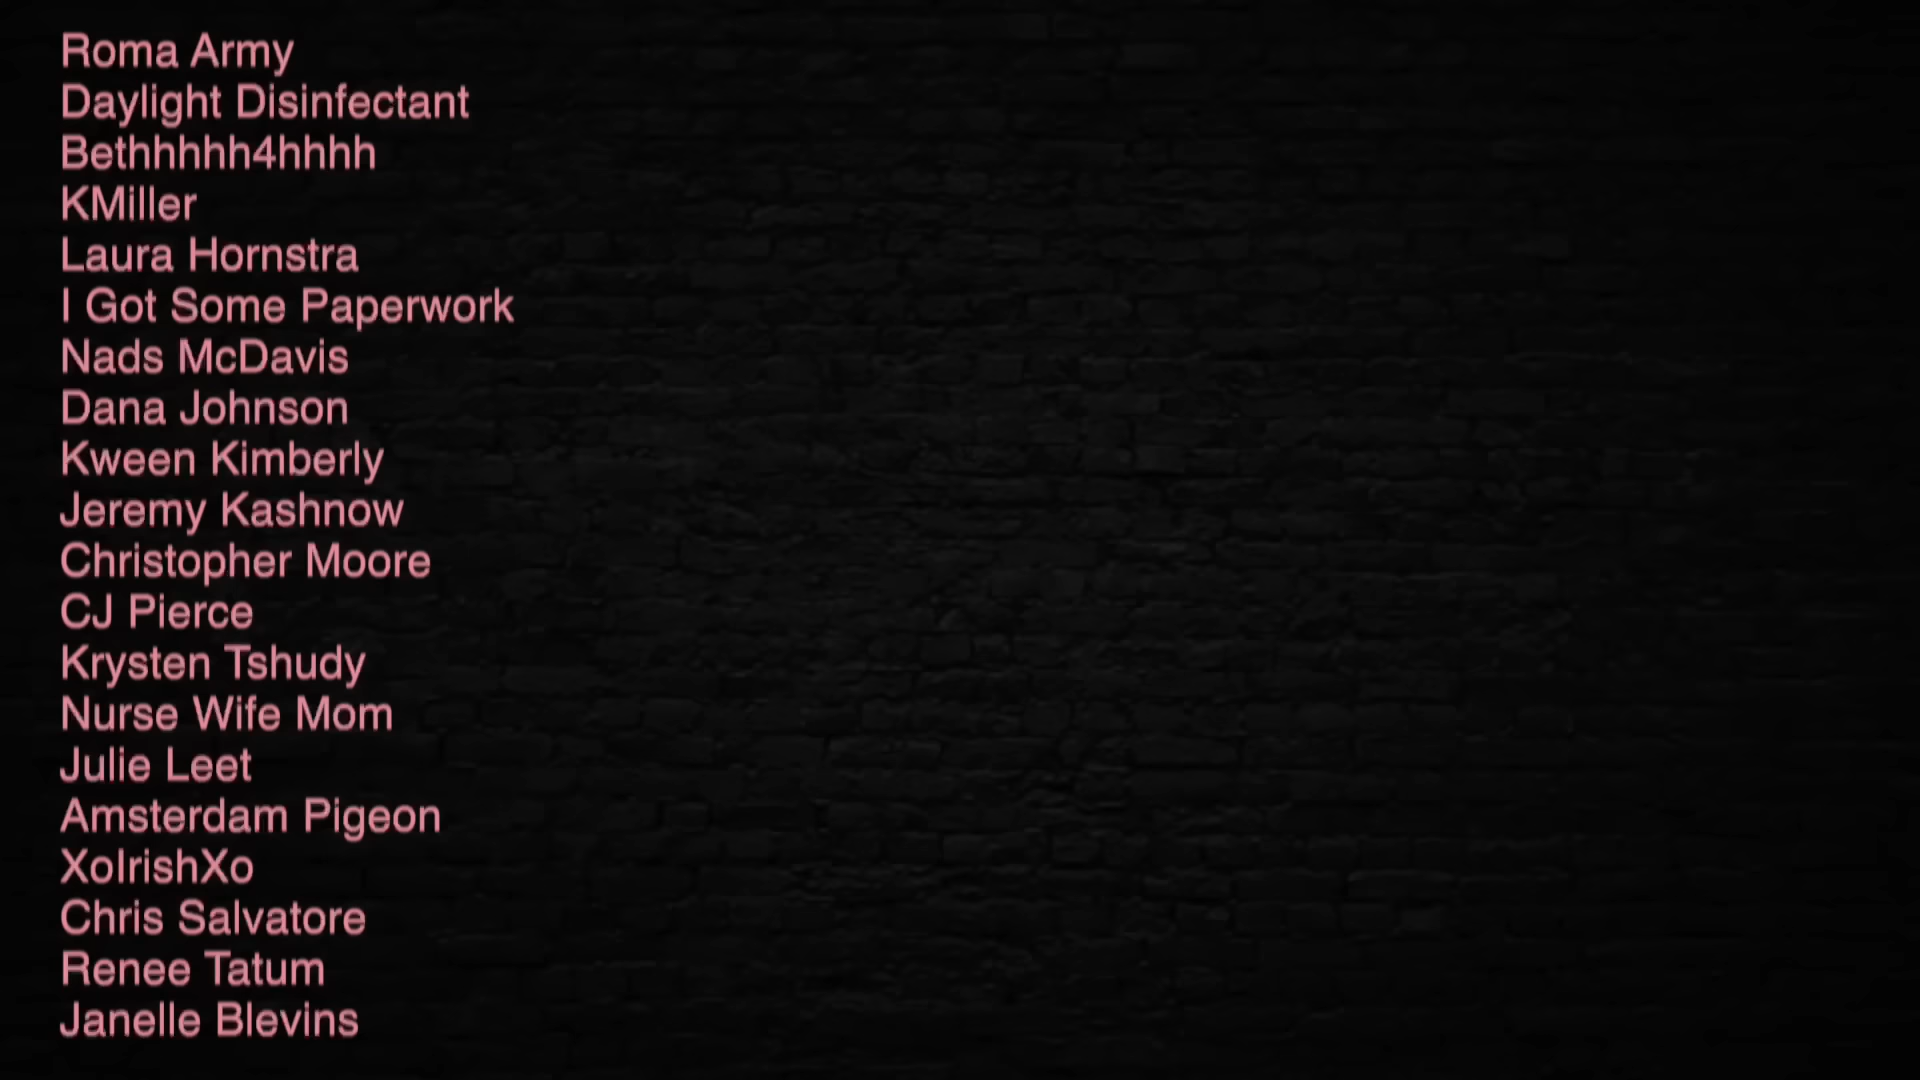 Roma Army
Daylight Disinfectant
Bethhhhh4hhhh
KMiller
Laura Hornstra
I Got Some Paperwork
Nads McDavis
Dana Johnson
Kween Kimberly
Jeremy Kashnow
Christopher Moore
CJ Pierce
Krysten Tshudy
Nurse Wife Mom
Julie Leet
Amsterdam Pigeon
XoIrishXo
Chris Salvatore
Renee Tatum
Janelle Blevins